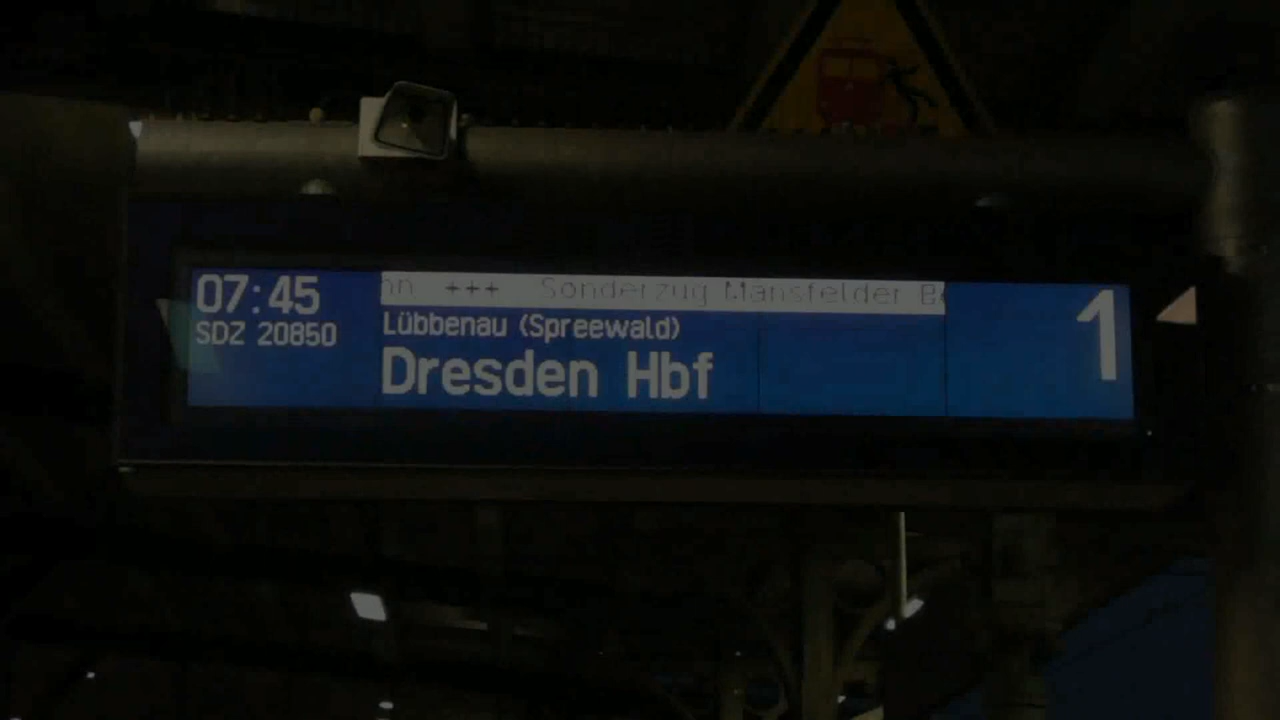 07:45
+++ Sonderzug Mansfelder
SDZ 20850
Lübbenau (Spreewald)
Dresden Hbf
1